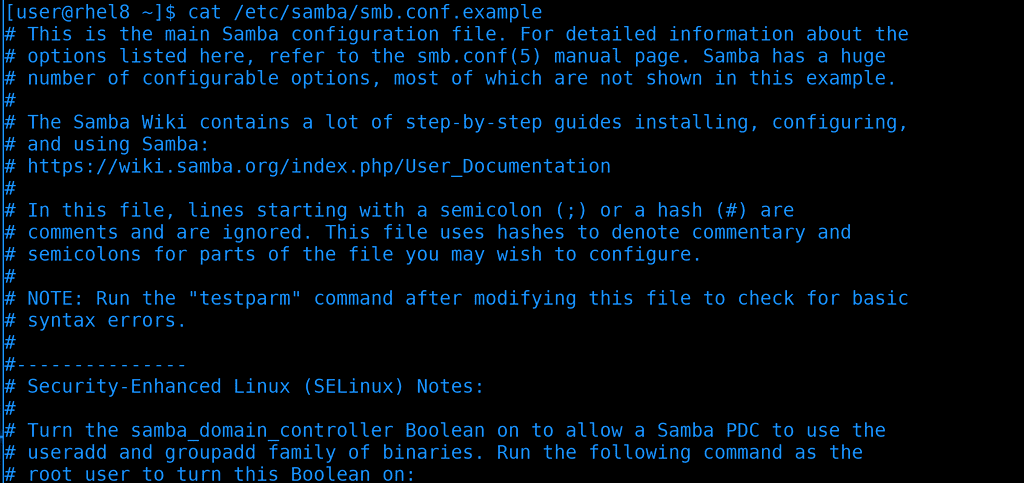 [user@rhel8 ~]$ cat /etc/samba/smb.conf.example
# This is the main Samba configuration file. For detailed information about the
# options listed here, refer to the smb.conf(5) manual page. Samba has a huge
# number of configurable options, most of which are not shown in this example.
#
# The Samba Wiki contains a lot of step-by-step guides installing, configuring,
# and using Samba:
# https://wiki.samba.org/index.php/User_Documentation
#
# In this file, lines starting with a semicolon (;) or a hash (#) are
# comments and are ignored. This file uses hashes to denote commentary and
# semicolons for parts of the file you may wish to configure.
#
# NOTE: Run the "testparm" command after modifying this file to check for basic
# syntax errors.
#
#---------------
# Security-Enhanced Linux (SELinux) Notes:
#
# Turn the samba_domain_controller Boolean on to allow a Samba PDC to use the
# useradd and groupadd family of binaries. Run the following command as the
# root user to turn this Boolean on: